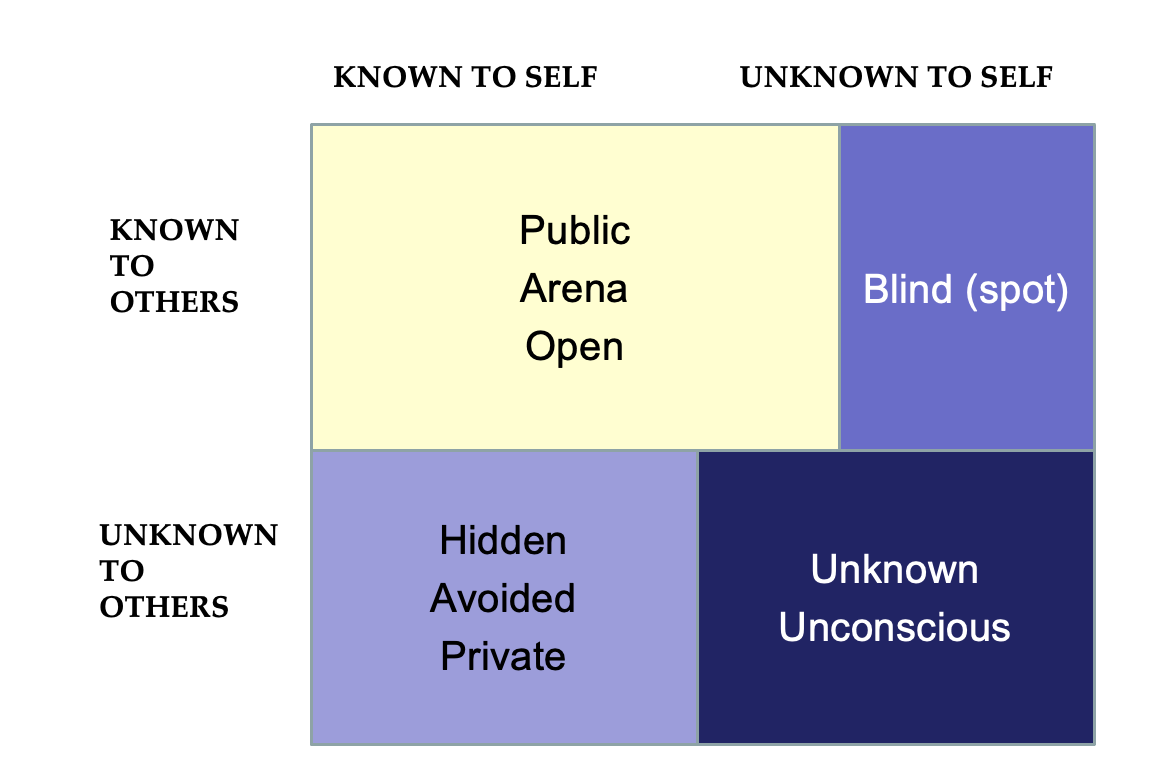 KNOWN TO SELF
UNKNOWN TO SELF
KNOWN
TO
OTHERS
Public
Arena
Open
Blind (spot)
UNKNOWN
TO
OTHERS
Hidden
Avoided
Private
Unknown
Unconscious